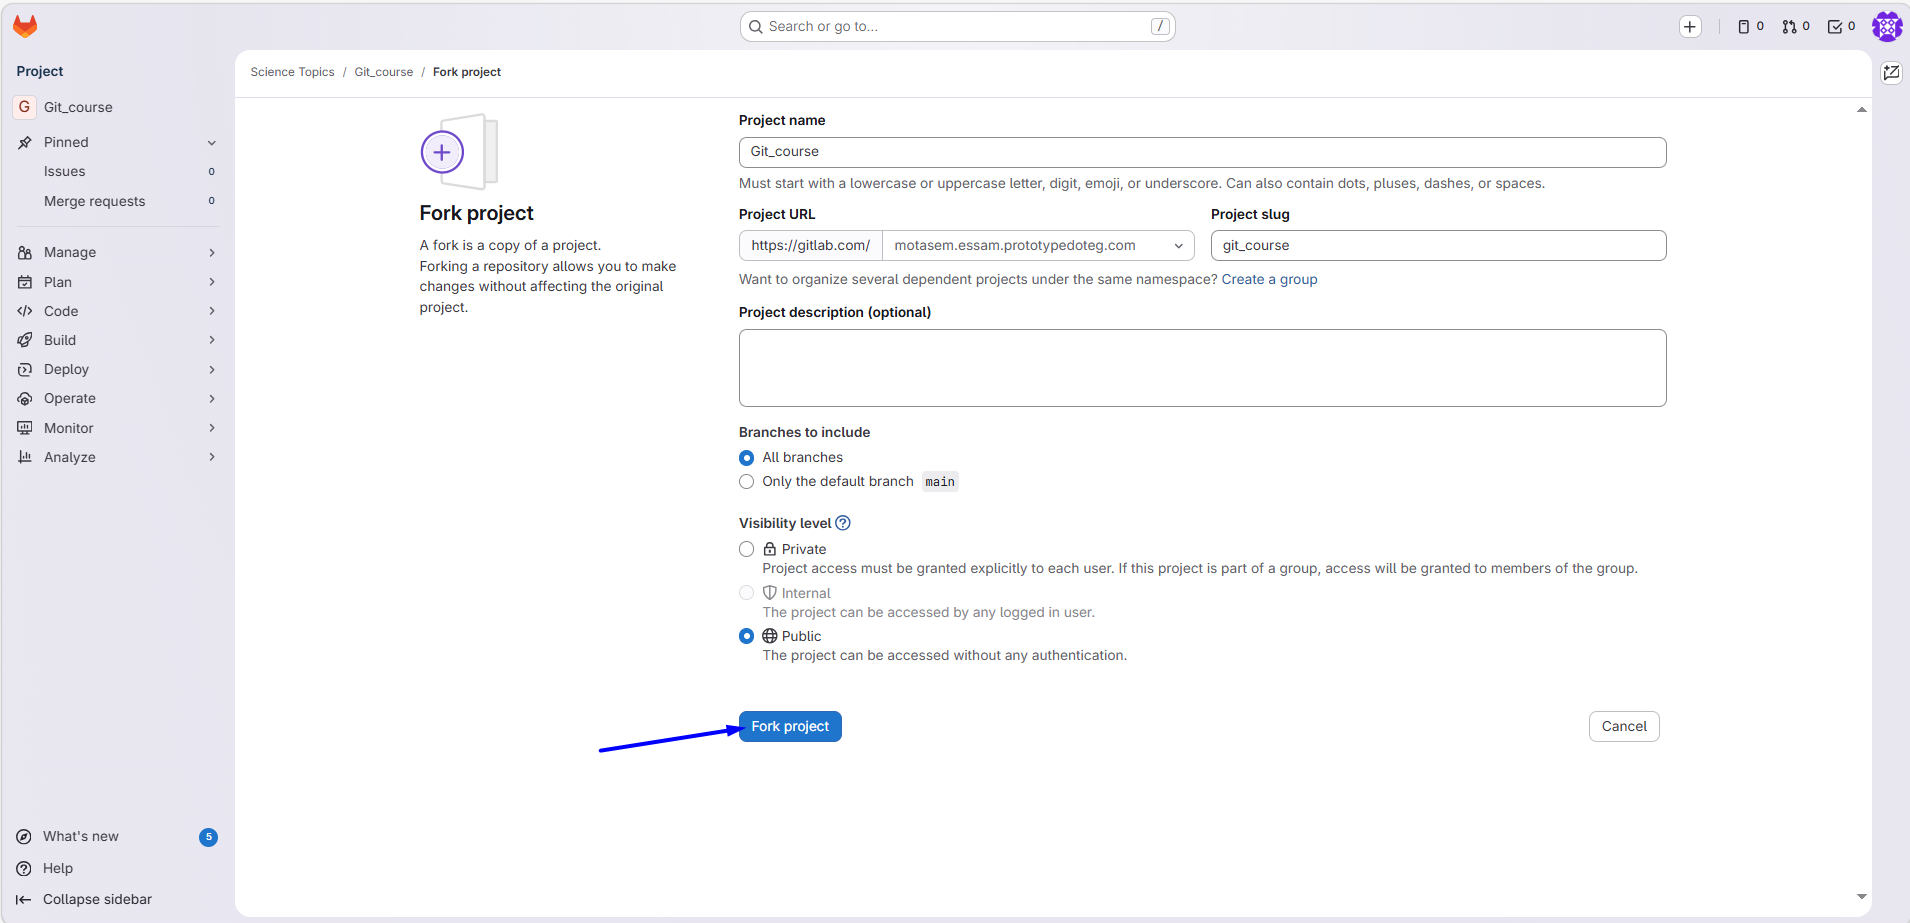 Search or go to...
/
0
0
0
Project
G Git_course
Pinned
Issues 0
Merge requests 0
Manage
Plan
Code
Build
Deploy
Operate
Monitor
Analyze
What's new 5
Help
Collapse sidebar
Science Topics / Git_course / Fork project
Fork project
A fork is a copy of a project.
Forking a repository allows you to make
changes without affecting the original
project.
Project name
Git_course
Must start with a lowercase or uppercase letter, digit, emoji, or underscore. Can also contain dots, pluses, dashes, or spaces.
Project URL
https://gitlab.com/ motasem.essam.prototypedoteg.com
Project slug
git_course
Want to organize several dependent projects under the same namespace? Create a group
Project description (optional)
Branches to include
All branches
Only the default branch main
Visibility level
Private
Project access must be granted explicitly to each user. If this project is part of a group, access will be granted to members of the group.
Internal
The project can be accessed by any logged in user.
Public
The project can be accessed without any authentication.
Fork project
Cancel